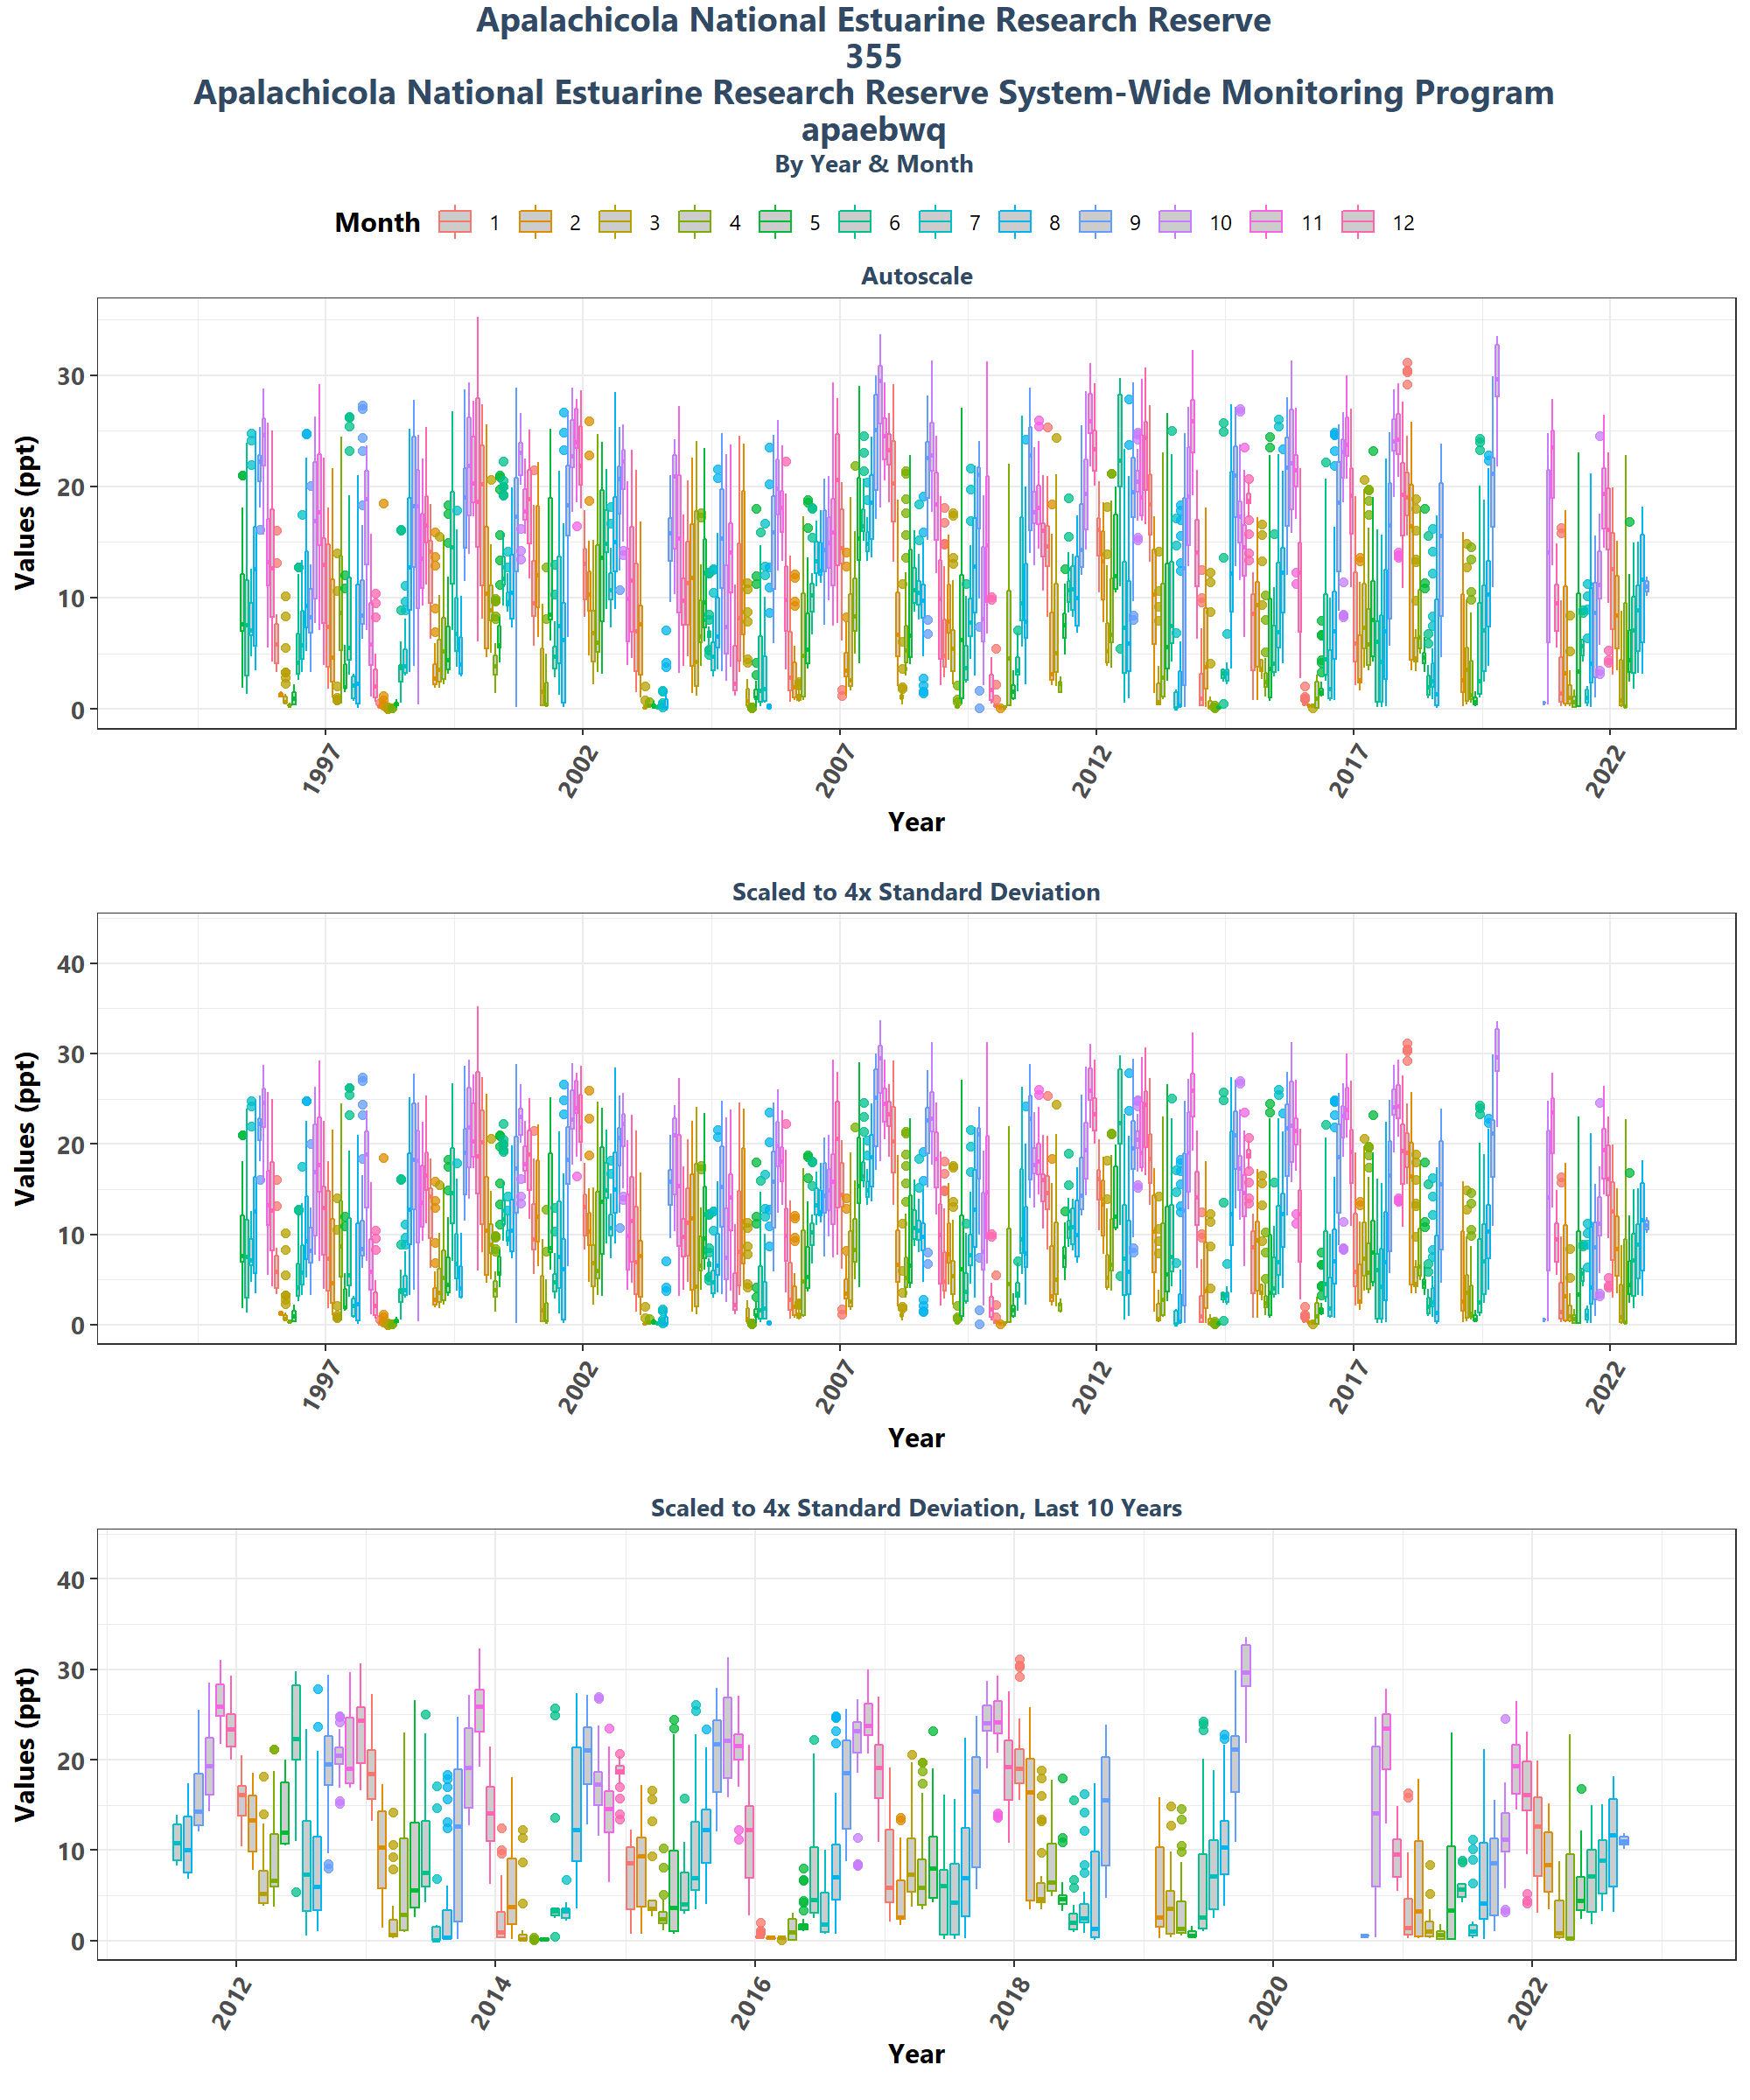 Apalachicola National Estuarine Research Reserve
355
Apalachicola National Estuarine Research Reserve System-Wide Monitoring Program
apaebwq
By Year & Month
Month 1 2 3 4 5 6 7 8 9 10 11 12
Autoscale
Values (ppt)
30
20
10
0
1997 2002 2007 2012 2017 2022
Year
Scaled to 4x Standard Deviation
Values (ppt)
40
30
20
10
0
1997 2002 2007 2012 2017 2022
Year
Scaled to 4x Standard Deviation, Last 10 Years
Values (ppt)
40
30
20
10
0
2012 2014 2016 2018 2020 2022
Year